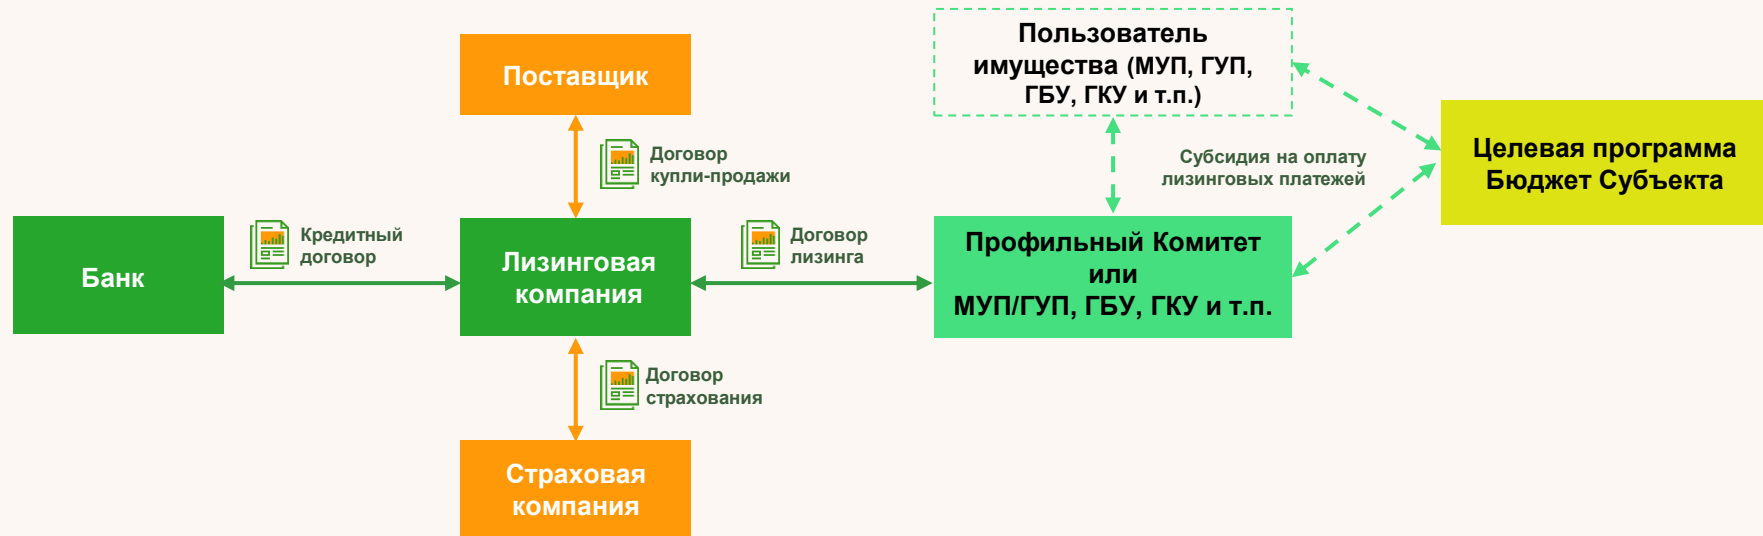 Поставщик
Пользователь
имущества (МУП, ГУП,
ГБУ, ГКУ и т.п.)
Целевая программа
Бюджет Субъекта
Договор
купли-продажи
Субсидия на оплату
лизинговых платежей
Банк
Кредитный
договор
Лизинговая
компания
Договор
лизинга
Профильный Комитет
или
МУП/ГУП, ГБУ, ГКУ и т.п.
Договор
страхования
Страховая
компания